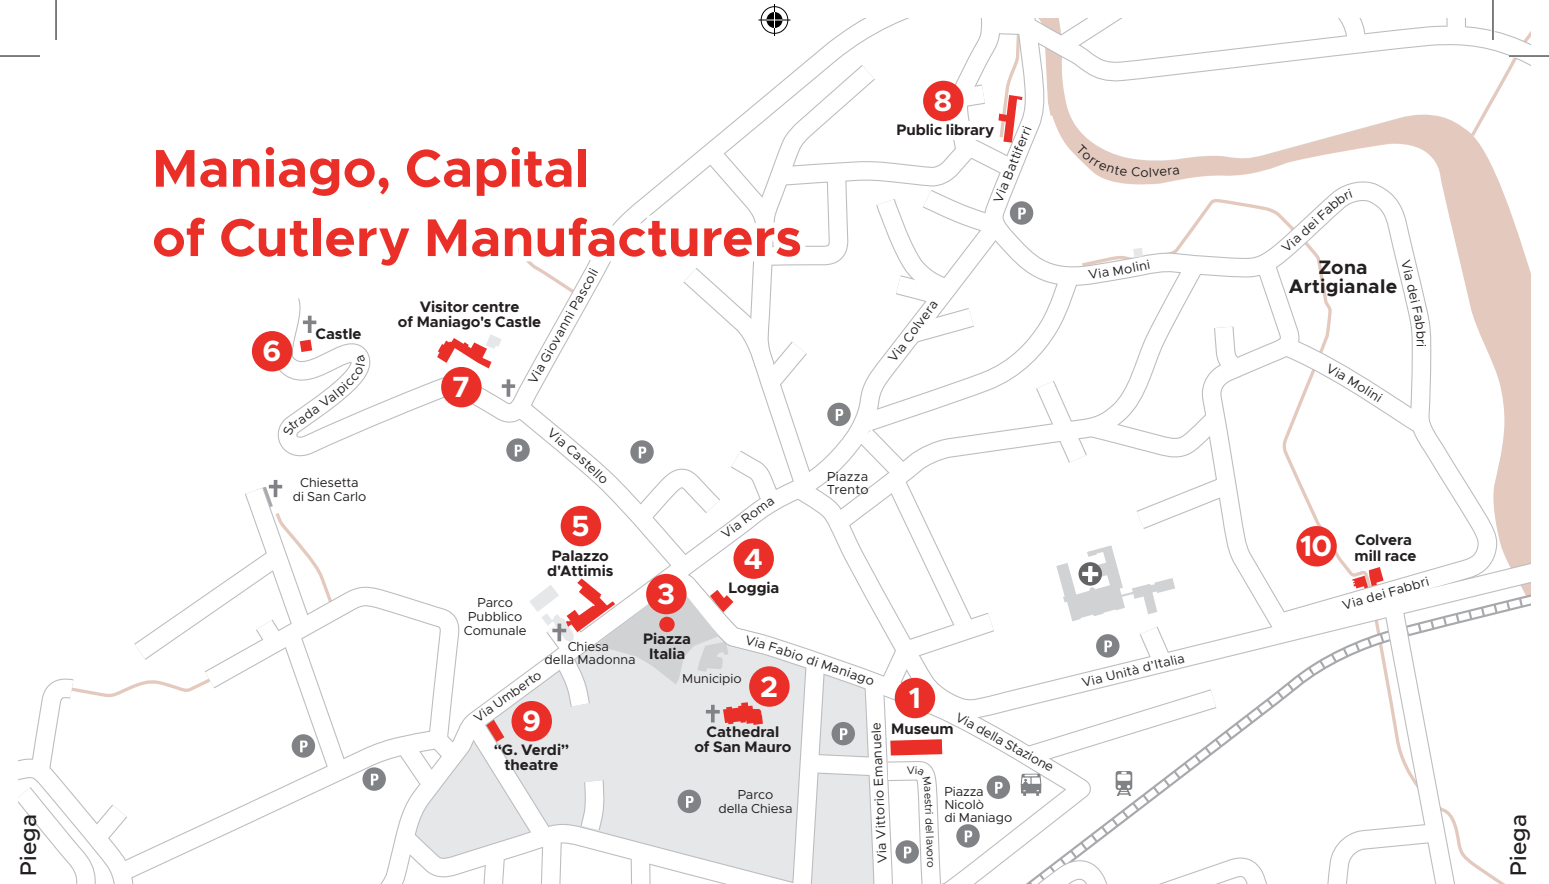 Maniago, Capital
of Cutlery Manufacturers
8
Public library
Via Battiferri
Torrente Colvera
P
Via dei Fabbri
Via Molini
Zona
Artigianale
Via dei Fabbri
Via Giovanni Pascoli
Visitor centre
of Maniago's Castle
6
Castle
7
Strada Valpiccola
Via Colvera
Via Molini
P
P
P
Via Castello
Chiesetta
di San Carlo
Piazza
Trento
Via Roma
5
Palazzo
d'Attimis
4
Loggia
3
Piazza
Italia
10
Colvera
mill race
Via dei Fabbri
Parco
Pubblico
Comunale
Chiesa
della Madonna
Via Fabio di Maniago
P
Via Unità d'Italia
Municipio
2
Cathedral
of San Mauro
1
Museum
Via Umberto
9
“G. Verdi”
theatre
P
P
P
Via della Stazione
Via Vittorio Emanuele
Via
Maestri del lavoro
Parco
della Chiesa
P
Piazza
Nicolò
di Maniago
P
P
P
Piega
Piega